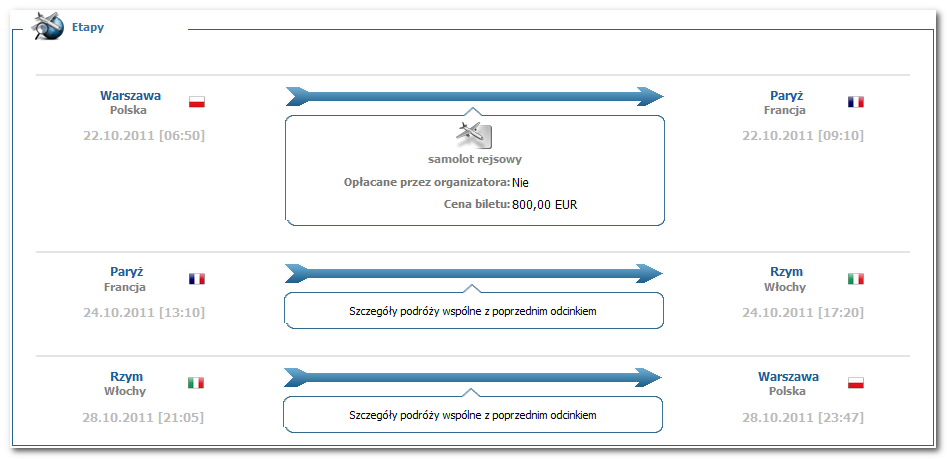 Etapy
Warszawa
Polska
22.10.2011 [06:50]
Paryż
Francja
22.10.2011 [09:10]
samolot rejsowy
Opłacane przez organizatora: Nie
Cena biletu: 800,00 EUR
Paryż
Francja
24.10.2011 [13:10]
Szczegóły podróży wspólne z poprzednim odcinkiem
Rzym
Włochy
24.10.2011 [17:20]
Rzym
Włochy
28.10.2011 [21:05]
Szczegóły podróży wspólne z poprzednim odcinkiem
Warszawa
Polska
28.10.2011 [23:47]